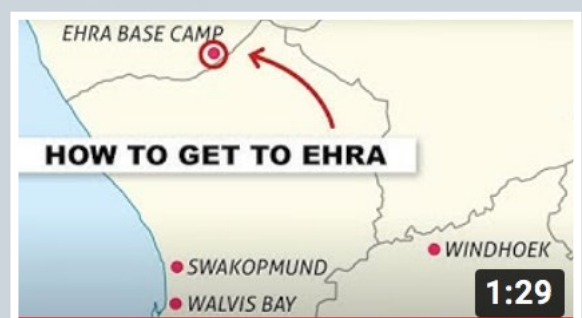 EHRA BASE CAMP
HOW TO GET TO EHRA
WINDHOEK
SWAKOPMUND
WALVIS BAY
1:29